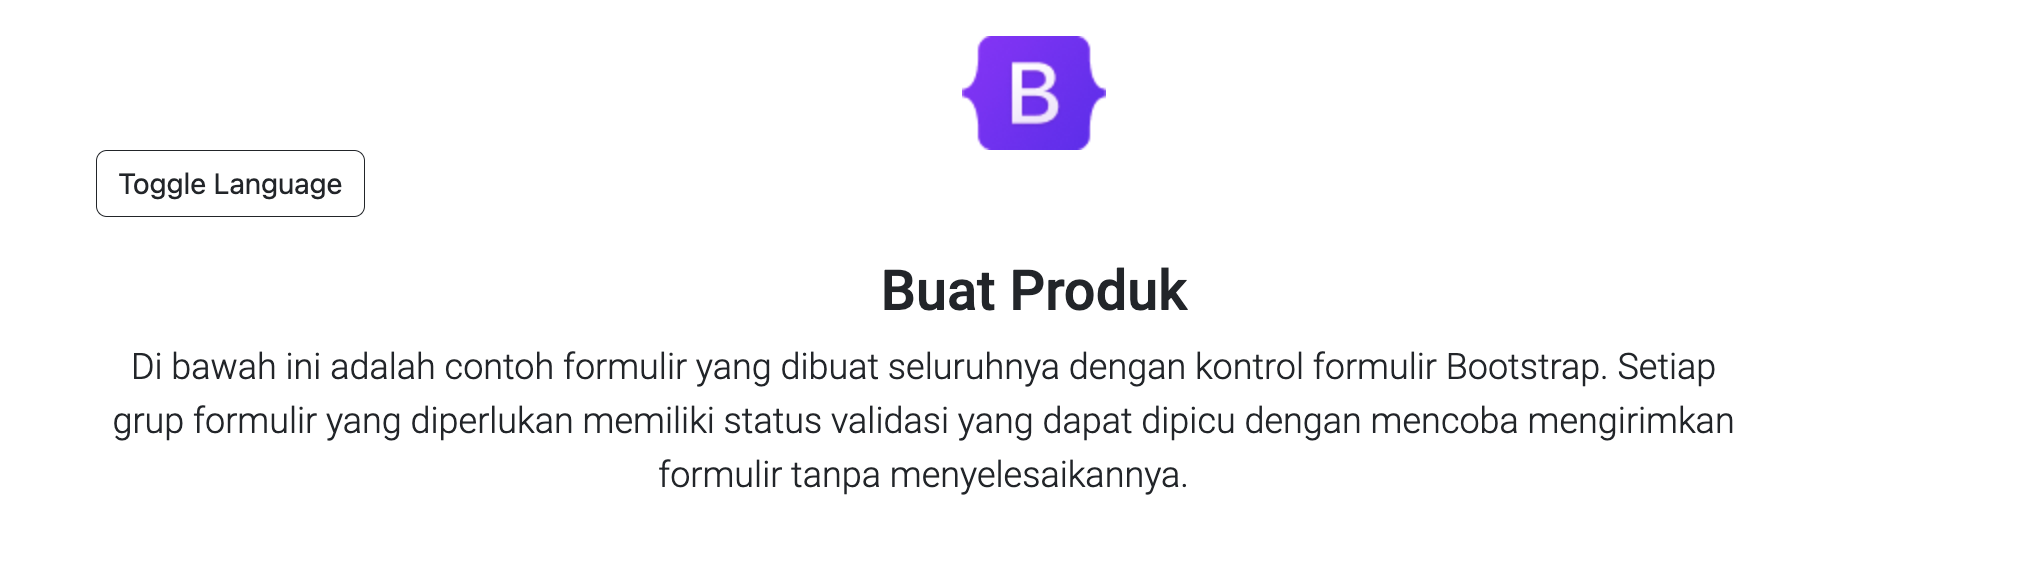 B
Toggle Language
Buat Produk
Di bawah ini adalah contoh formulir yang dibuat seluruhnya dengan kontrol formulir Bootstrap. Setiap
grup formulir yang diperlukan memiliki status validasi yang dapat dipicu dengan mencoba mengirimkan
formulir tanpa menyelesaikannya.